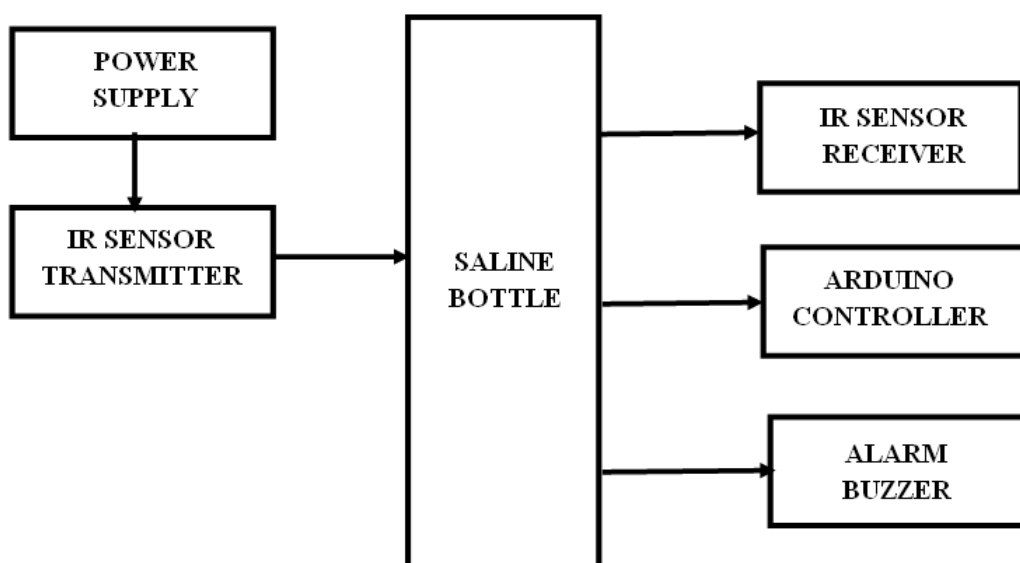 POWER
SUPPLY
IR SENSOR
TRANSMITTER
SALINE
BOTTLE
IR SENSOR
RECEIVER
ARDUINO
CONTROLLER
ALARM
BUZZER